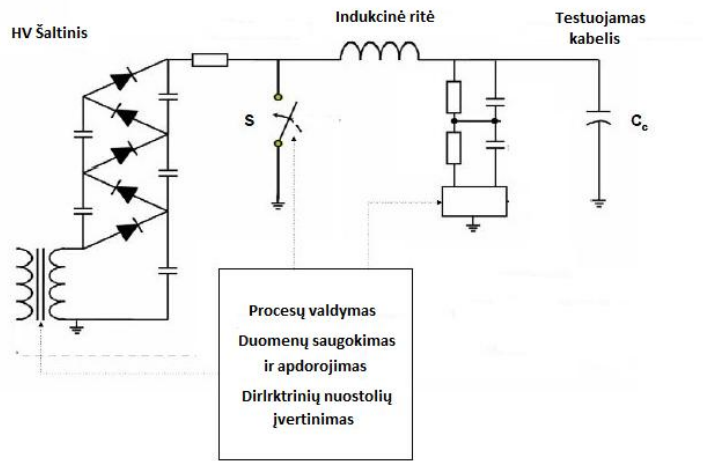 HV Šaltinis
Indukcinė ritė
Testuojamas
kabelis
S
Cc
Procesų valdymas
Duomenų saugokimas
ir apdorojimas
Dirlrktrinių nuostolių
įvertinimas